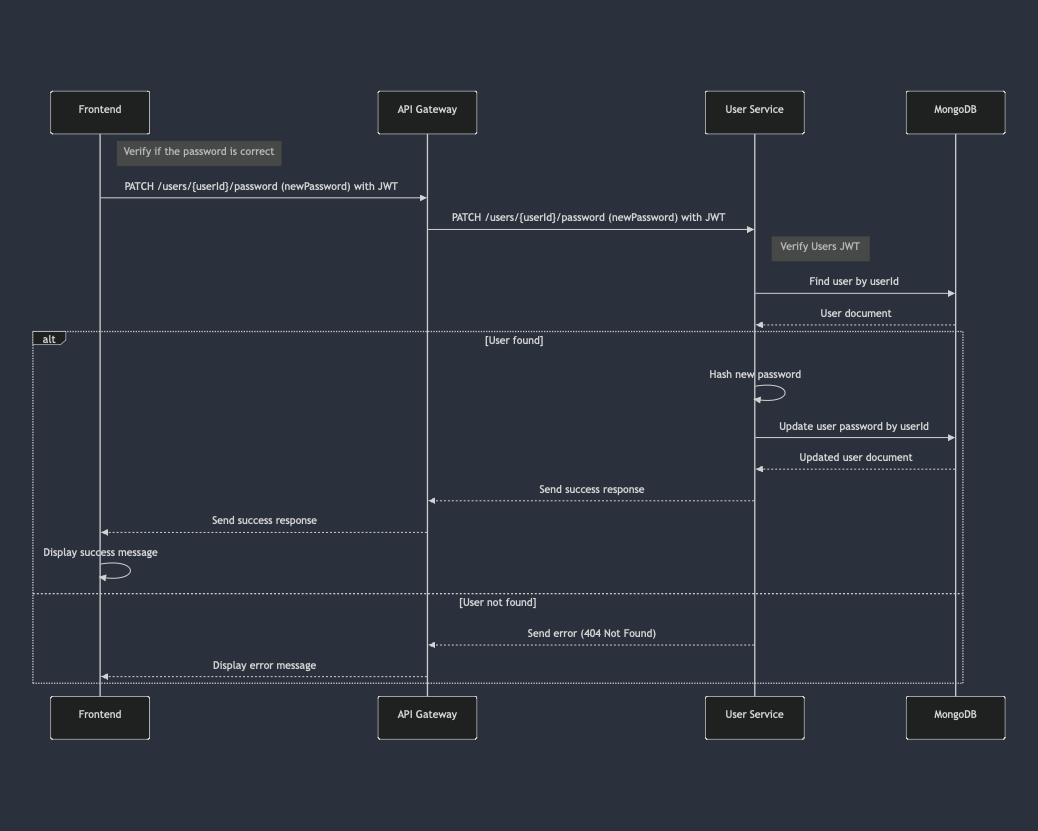 Frontend
API Gateway
User Service
MongoDB
Verify if the password is correct
PATCH /users/{userId}/password (newPassword) with JWT
PATCH /users/{userId}/password (newPassword) with JWT
Verify Users JWT
Find user by userId
User document
alt
[User found]
Hash new password
Update user password by userId
Updated user document
Send success response
Send success response
Display success message
[User not found]
Send error (404 Not Found)
Display error message
Frontend
API Gateway
User Service
MongoDB